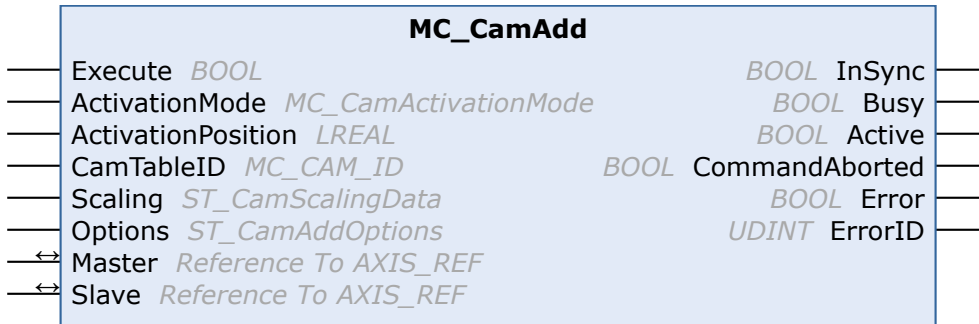 MC_CamAdd
Execute BOOL BOOL InSync
ActivationMode MC_CamActivationMode BOOL Busy
ActivationPosition LREAL BOOL Active
CamTableID MC_CAM_ID BOOL CommandAborted
Scaling ST_CamScalingData BOOL Error
Options ST_CamAddOptions UDINT ErrorID
↔ Master Reference To AXIS_REF
↔ Slave Reference To AXIS_REF